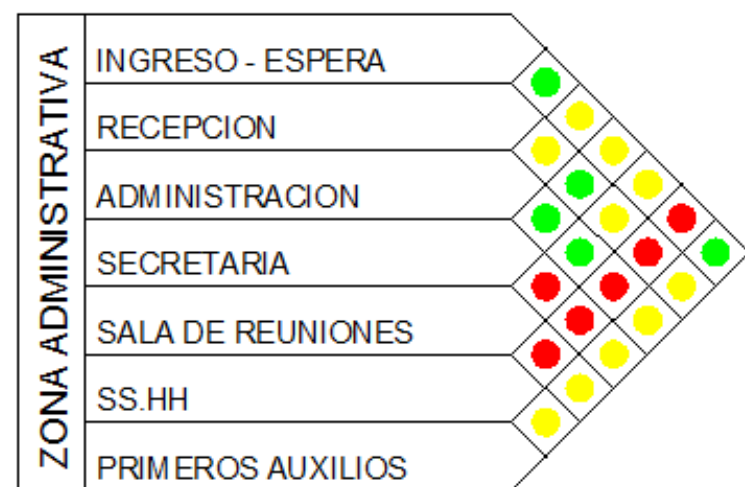 ZONA ADMINISTRATIVA
INGRESO - ESPERA
RECEPCION
ADMINISTRACION
SECRETARIA
SALA DE REUNIONES
SS.HH
PRIMEROS AUXILIOS